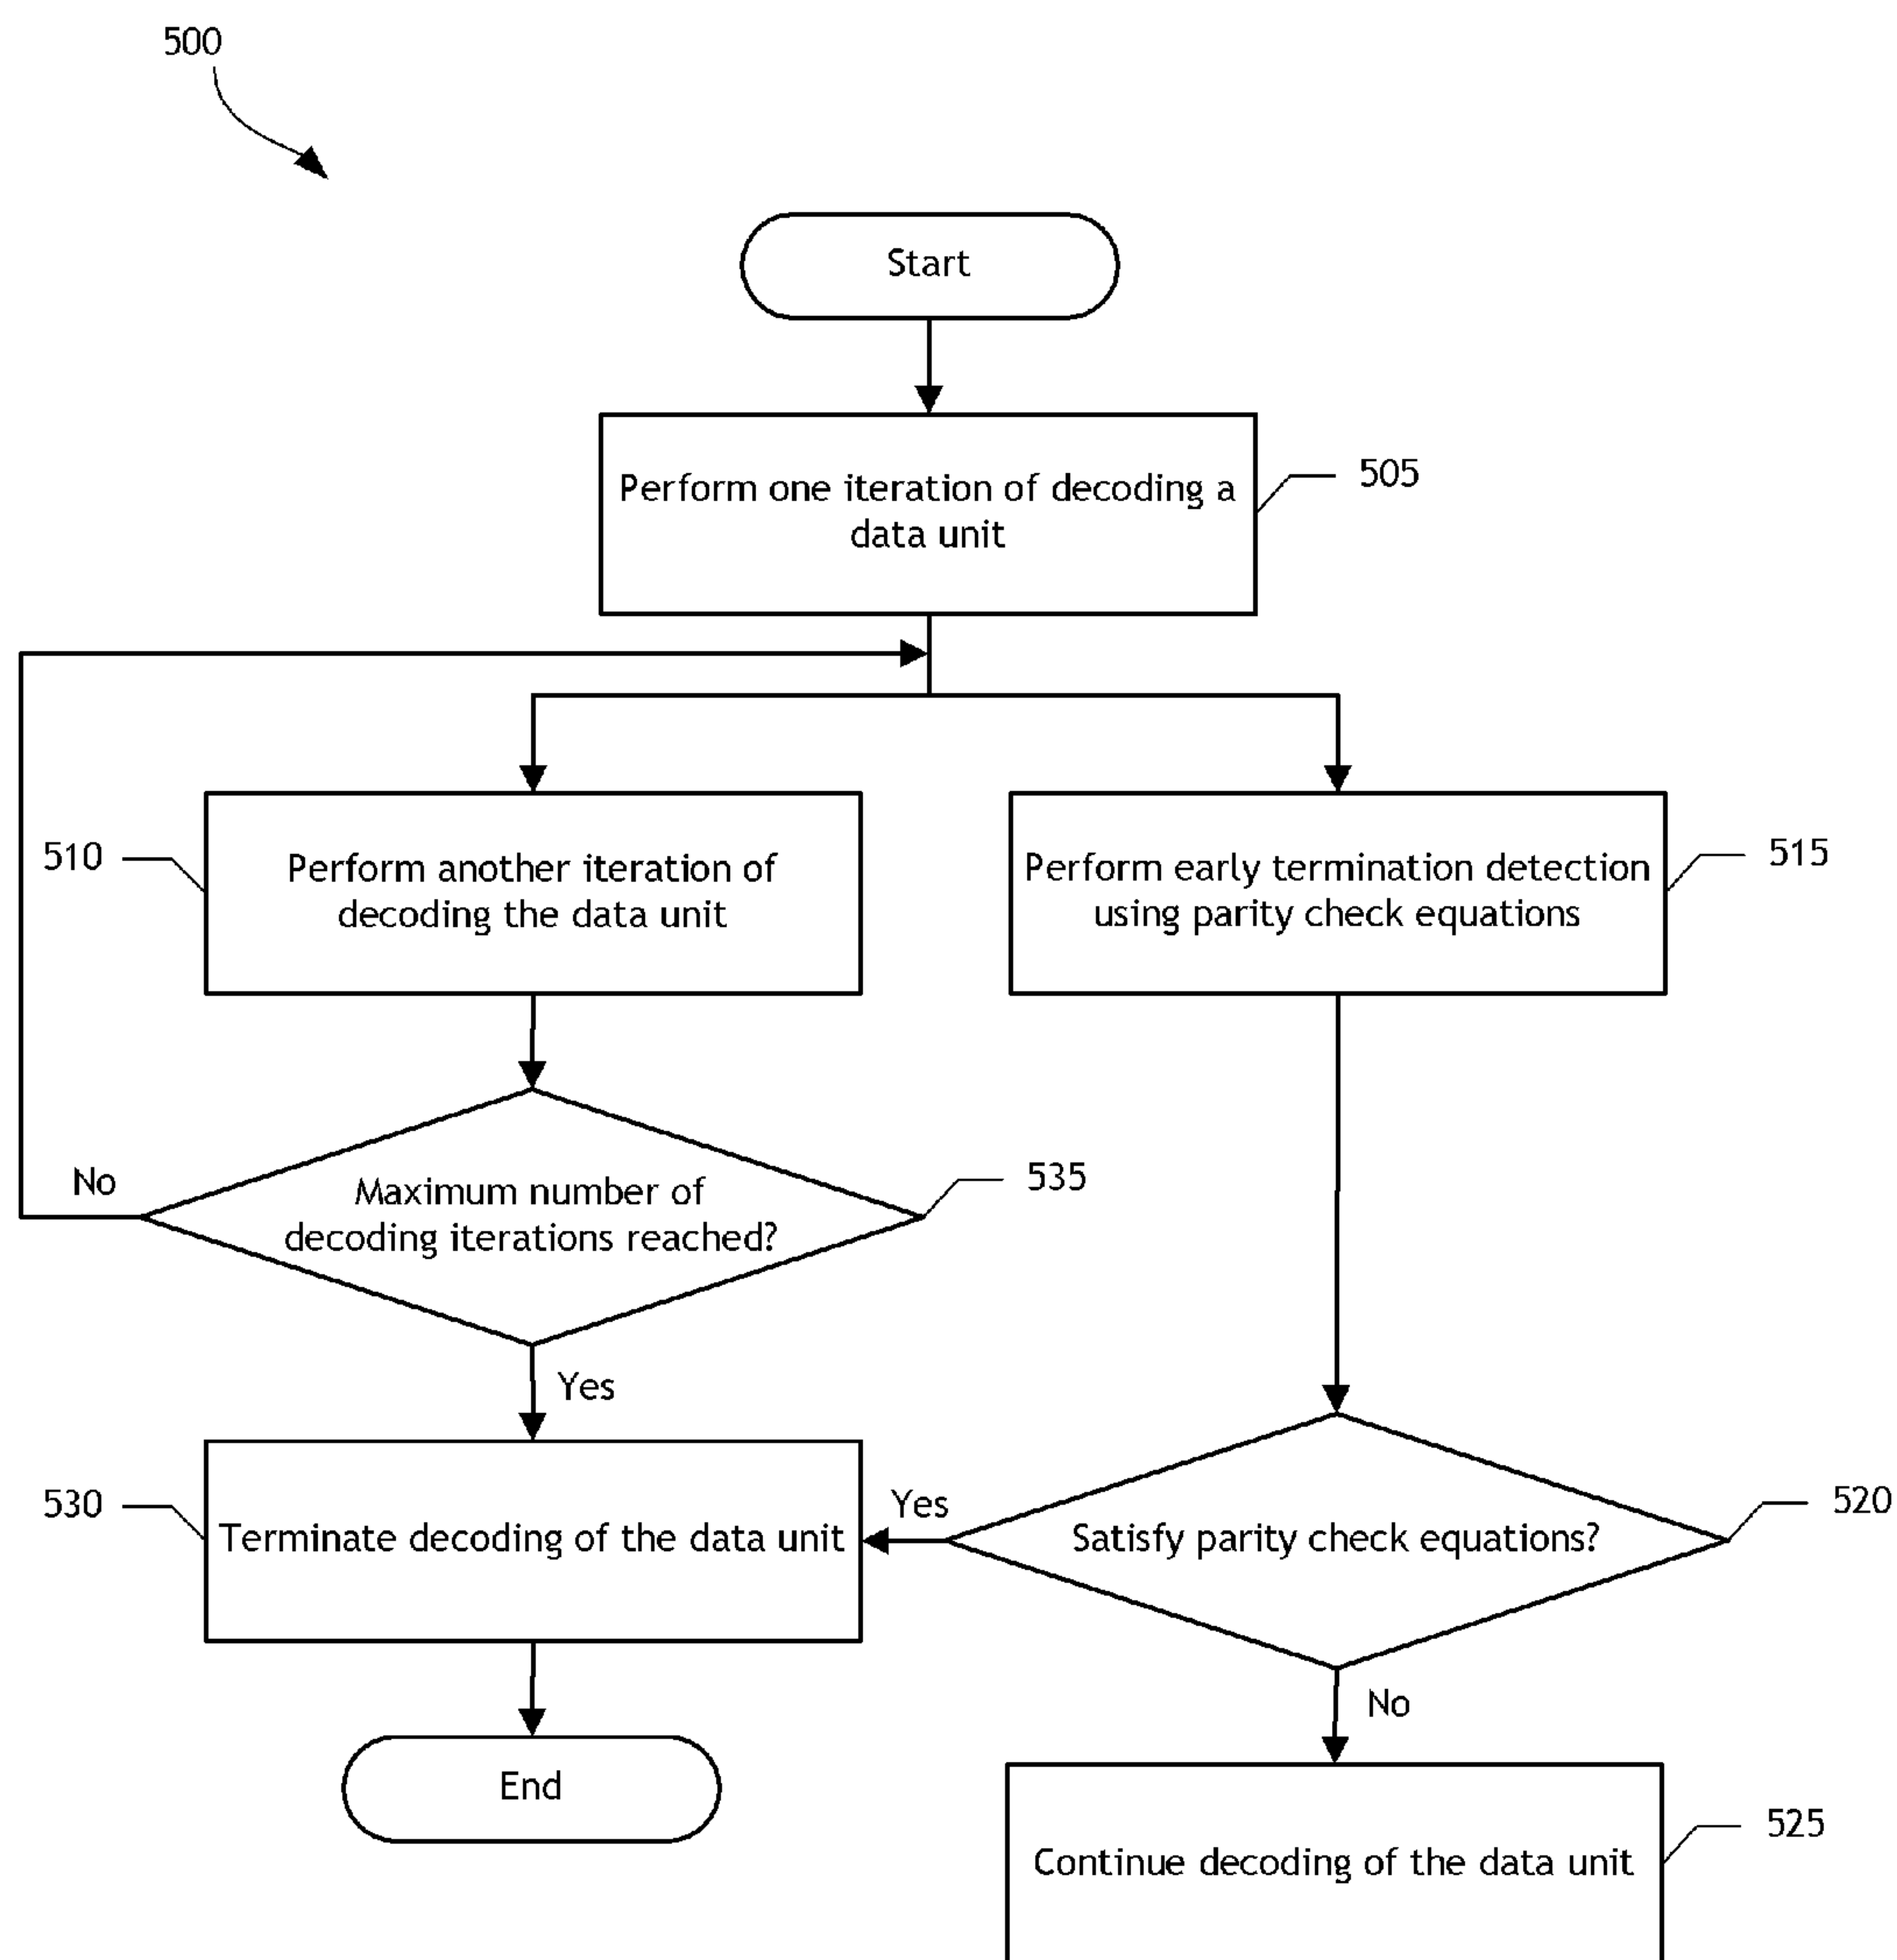 500
Start
Perform one iteration of decoding a
data unit
505
510
Perform another iteration of
decoding the data unit
Perform early termination detection
using parity check equations
515
No
Maximum number of
decoding iterations reached?
535
Yes
530
Terminate decoding of the data unit
Yes
Satisfy parity check equations?
520
No
End
Continue decoding of the data unit
525